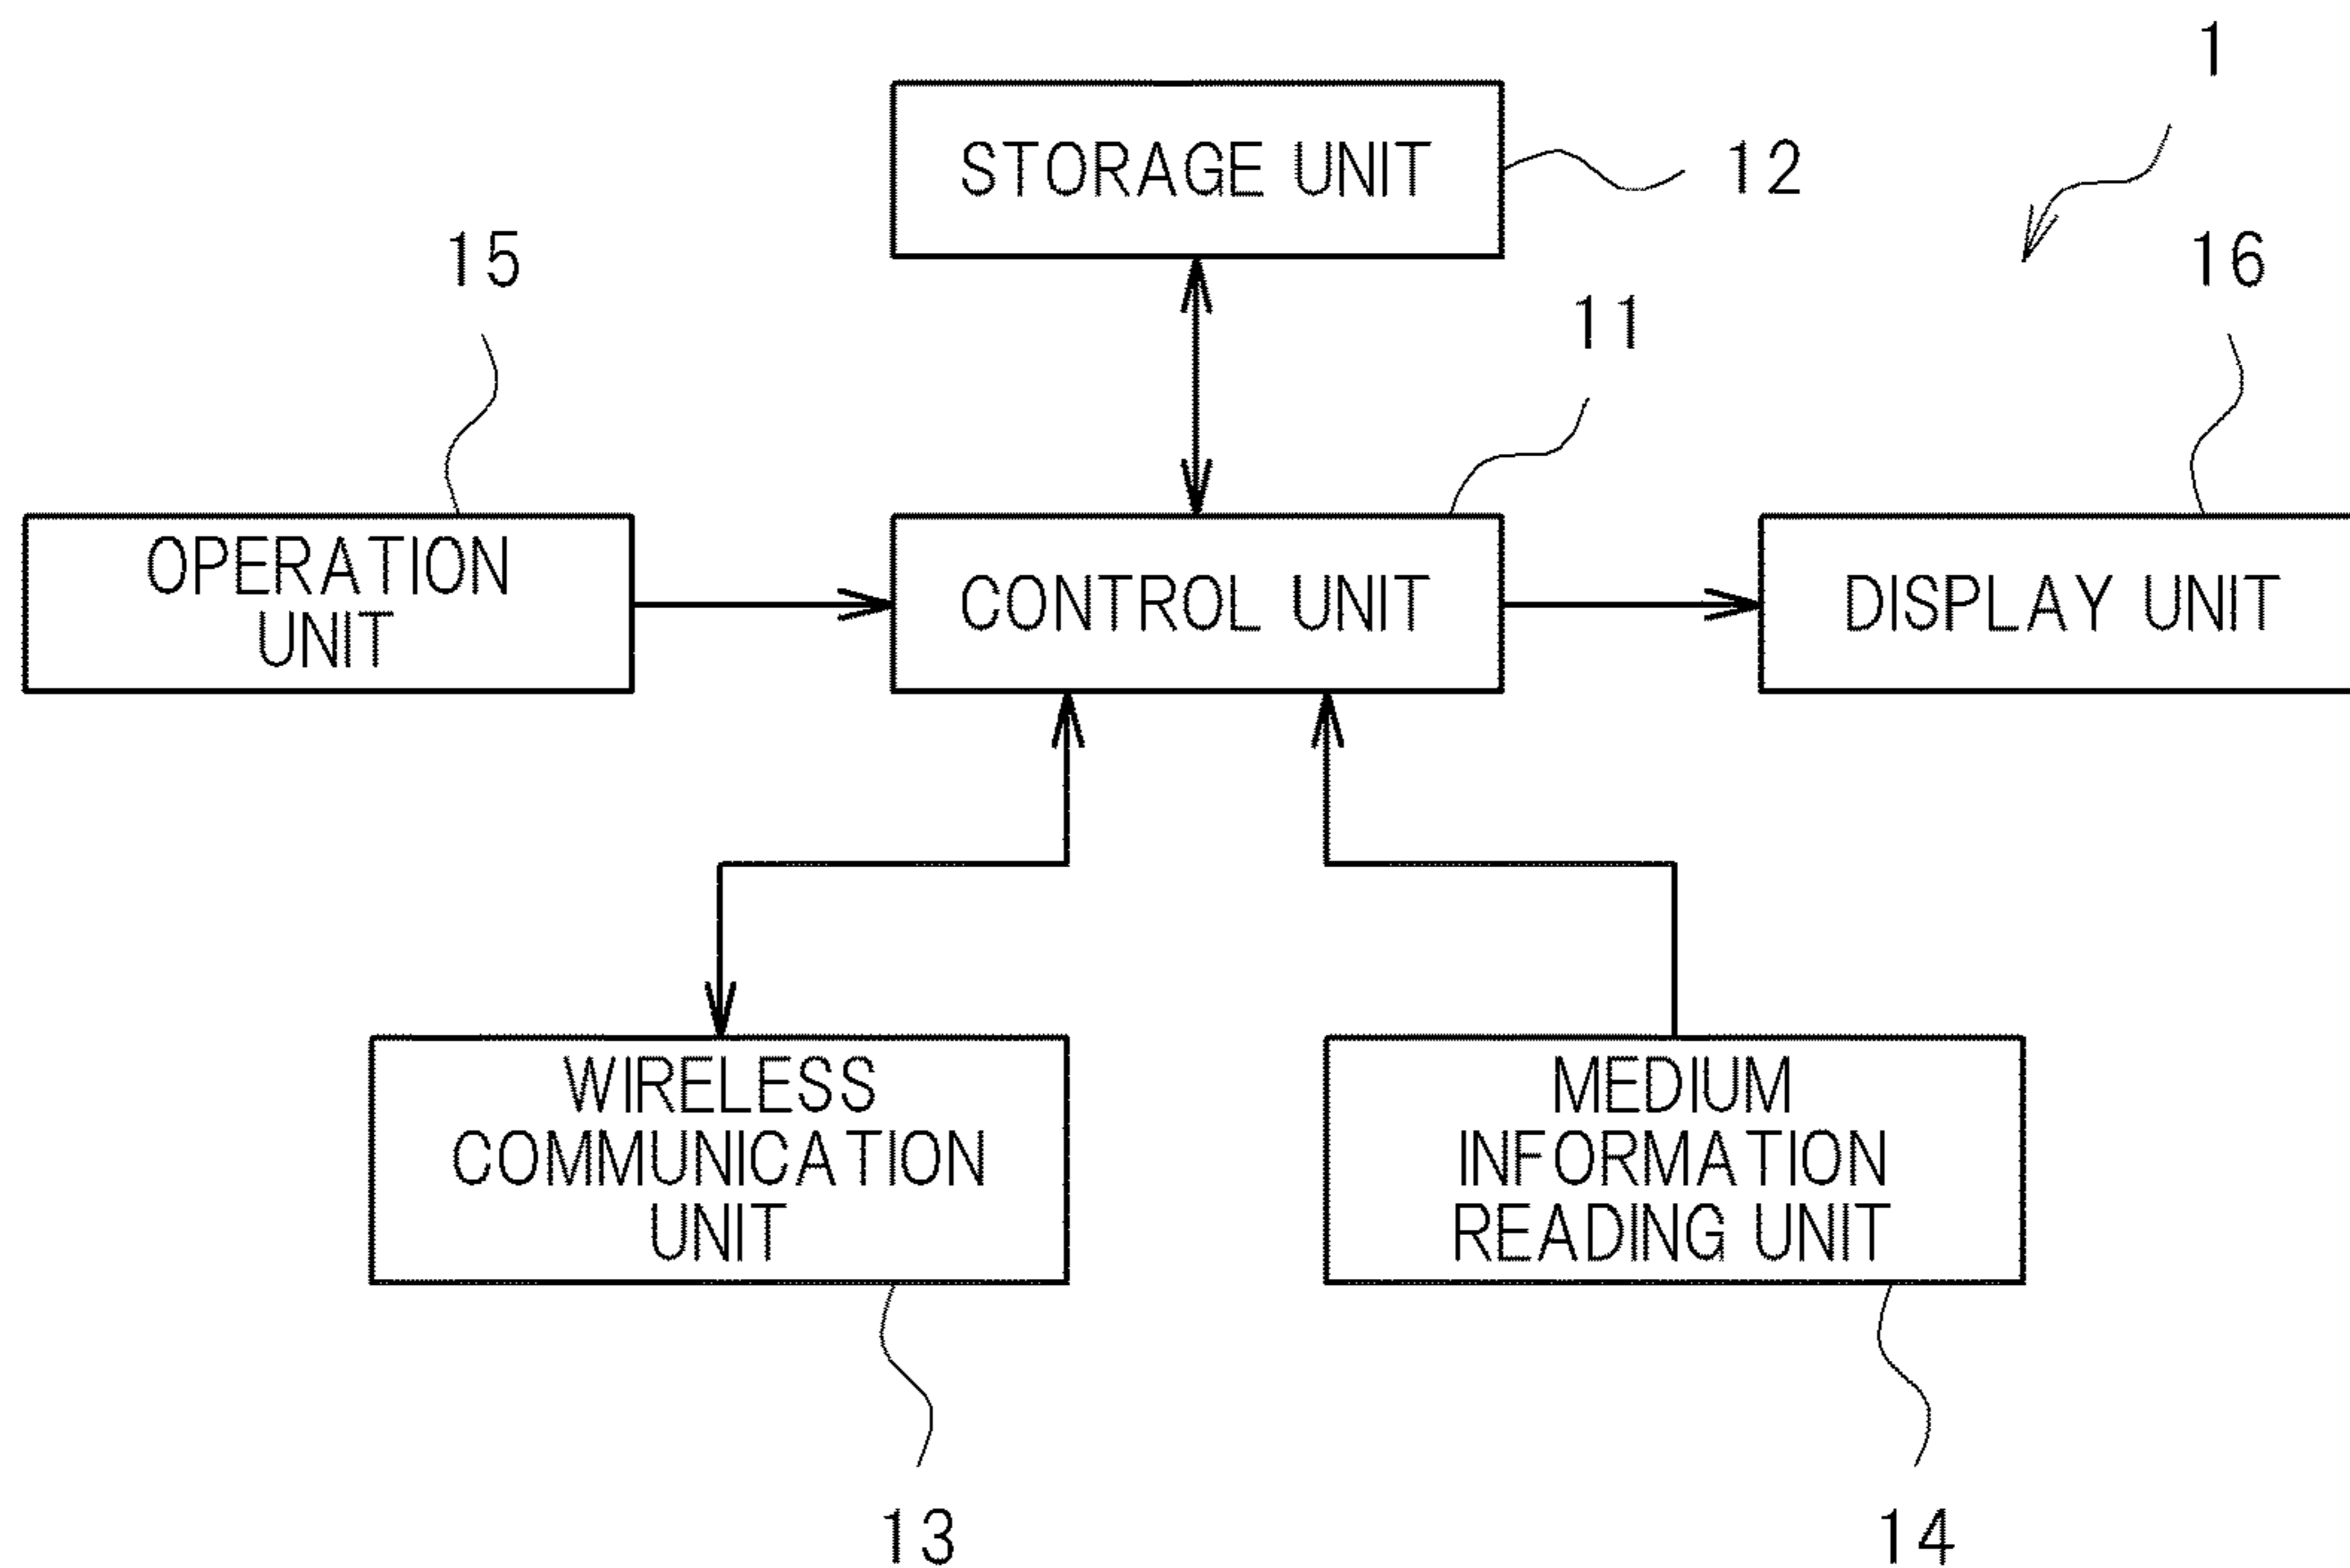 1
STORAGE UNIT
12
15
16
11
OPERATION
UNIT
CONTROL UNIT
DISPLAY UNIT
WIRELESS
COMMUNICATION
UNIT
MEDIUM
INFORMATION
READING UNIT
13
14